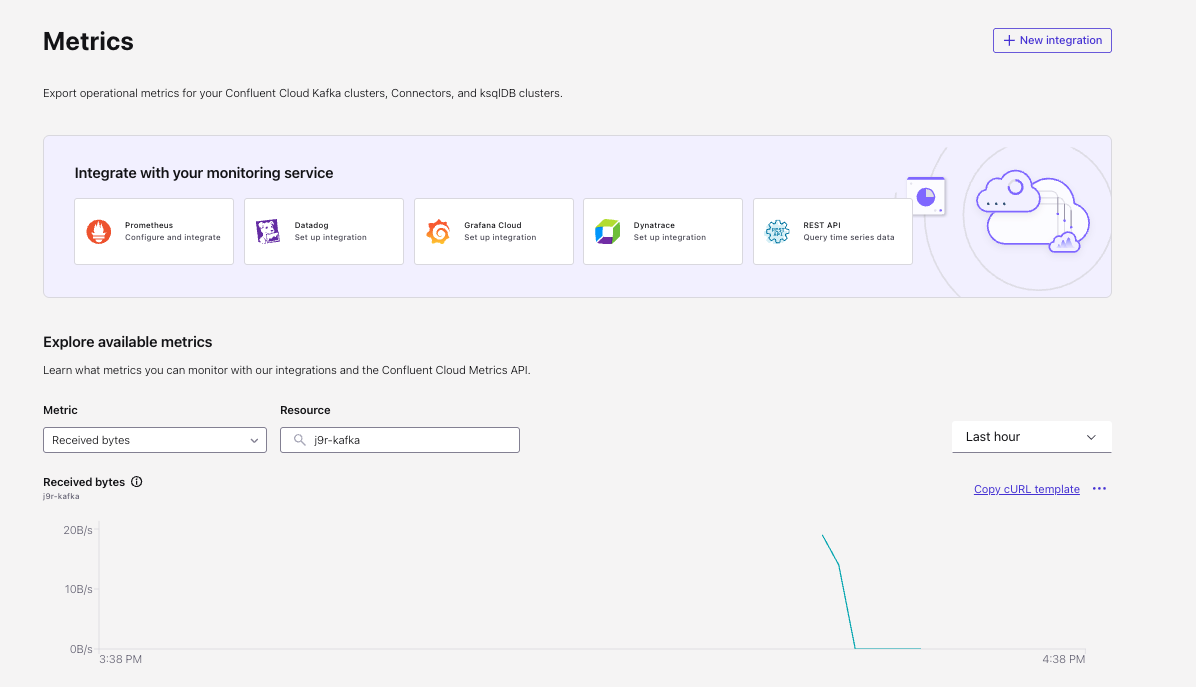 Metrics
New integration
Export operational metrics for your Confluent Cloud Kafka clusters, Connectors, and ksqlDB clusters.
Integrate with your monitoring service
Prometheus
Configure and integrate
Datadog
Set up integration
Grafana Cloud
Set up integration
Dynatrace
Set up integration
REST API
REST API
Query time series data
Explore available metrics
Learn what metrics you can monitor with our integrations and the Confluent Cloud Metrics API.
Metric
Resource
Received bytes
j9r-kafka
Last hour
Received bytes
j9r-kafka
Copy cURL template
20B/s
10B/s
0B/s
3:38 PM
4:38 PM